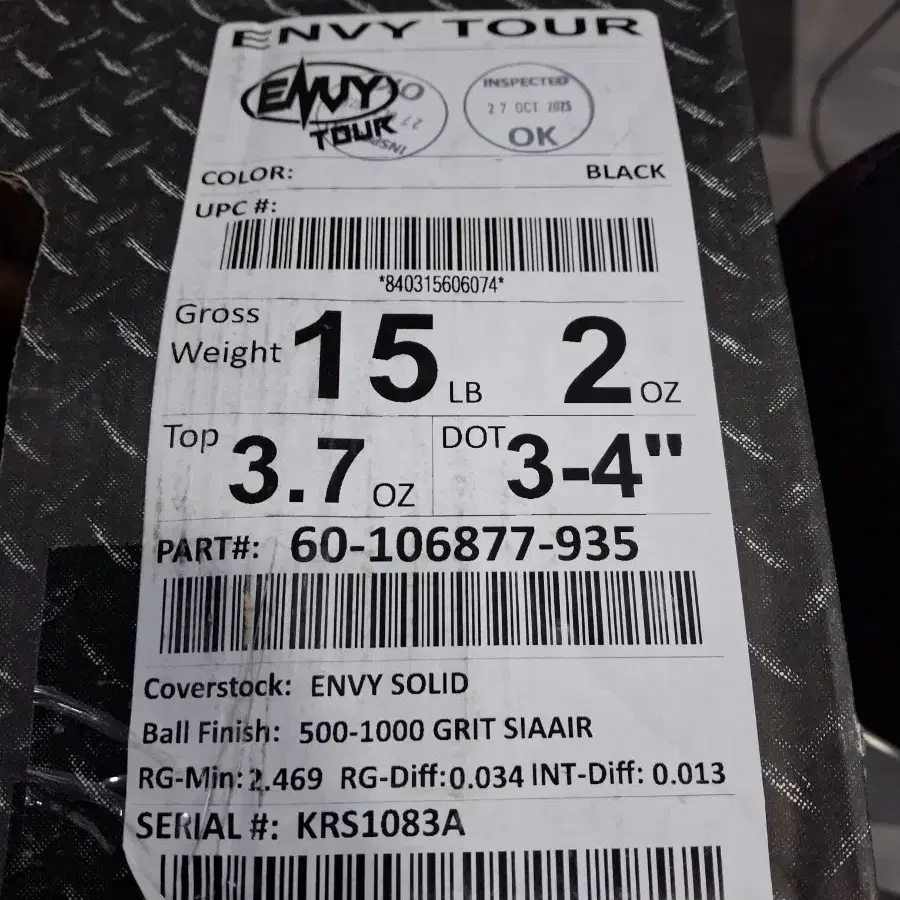 ENVY TOUR
ENVY
TOUR
INSPECTED
27 OCT 2023
OK
COLOR: BLACK
UPC #:
*840315606074*
Gross
Weight 15 LB 2 OZ
Top 3.7 OZ DOT 3-4"
PART#: 60-106877-935
Coverstock: ENVY SOLID
Ball Finish: 500-1000 GRIT SIAAIR
RG-Min: 2.469 RG-Diff: 0.034 INT-Diff: 0.013
SERIAL #: KRS1083A